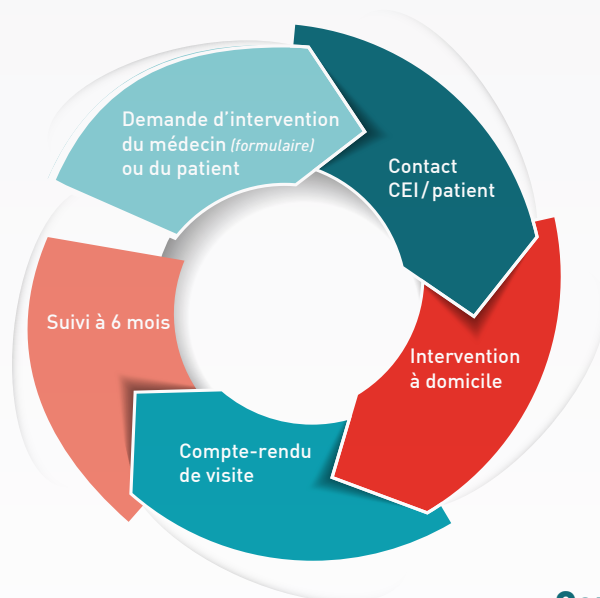 Demande d'intervention
du médecin (formulaire)
ou du patient
Contact
CEI/patient
Intervention
à domicile
Compte-rendu
de visite
Suivi à 6 mois